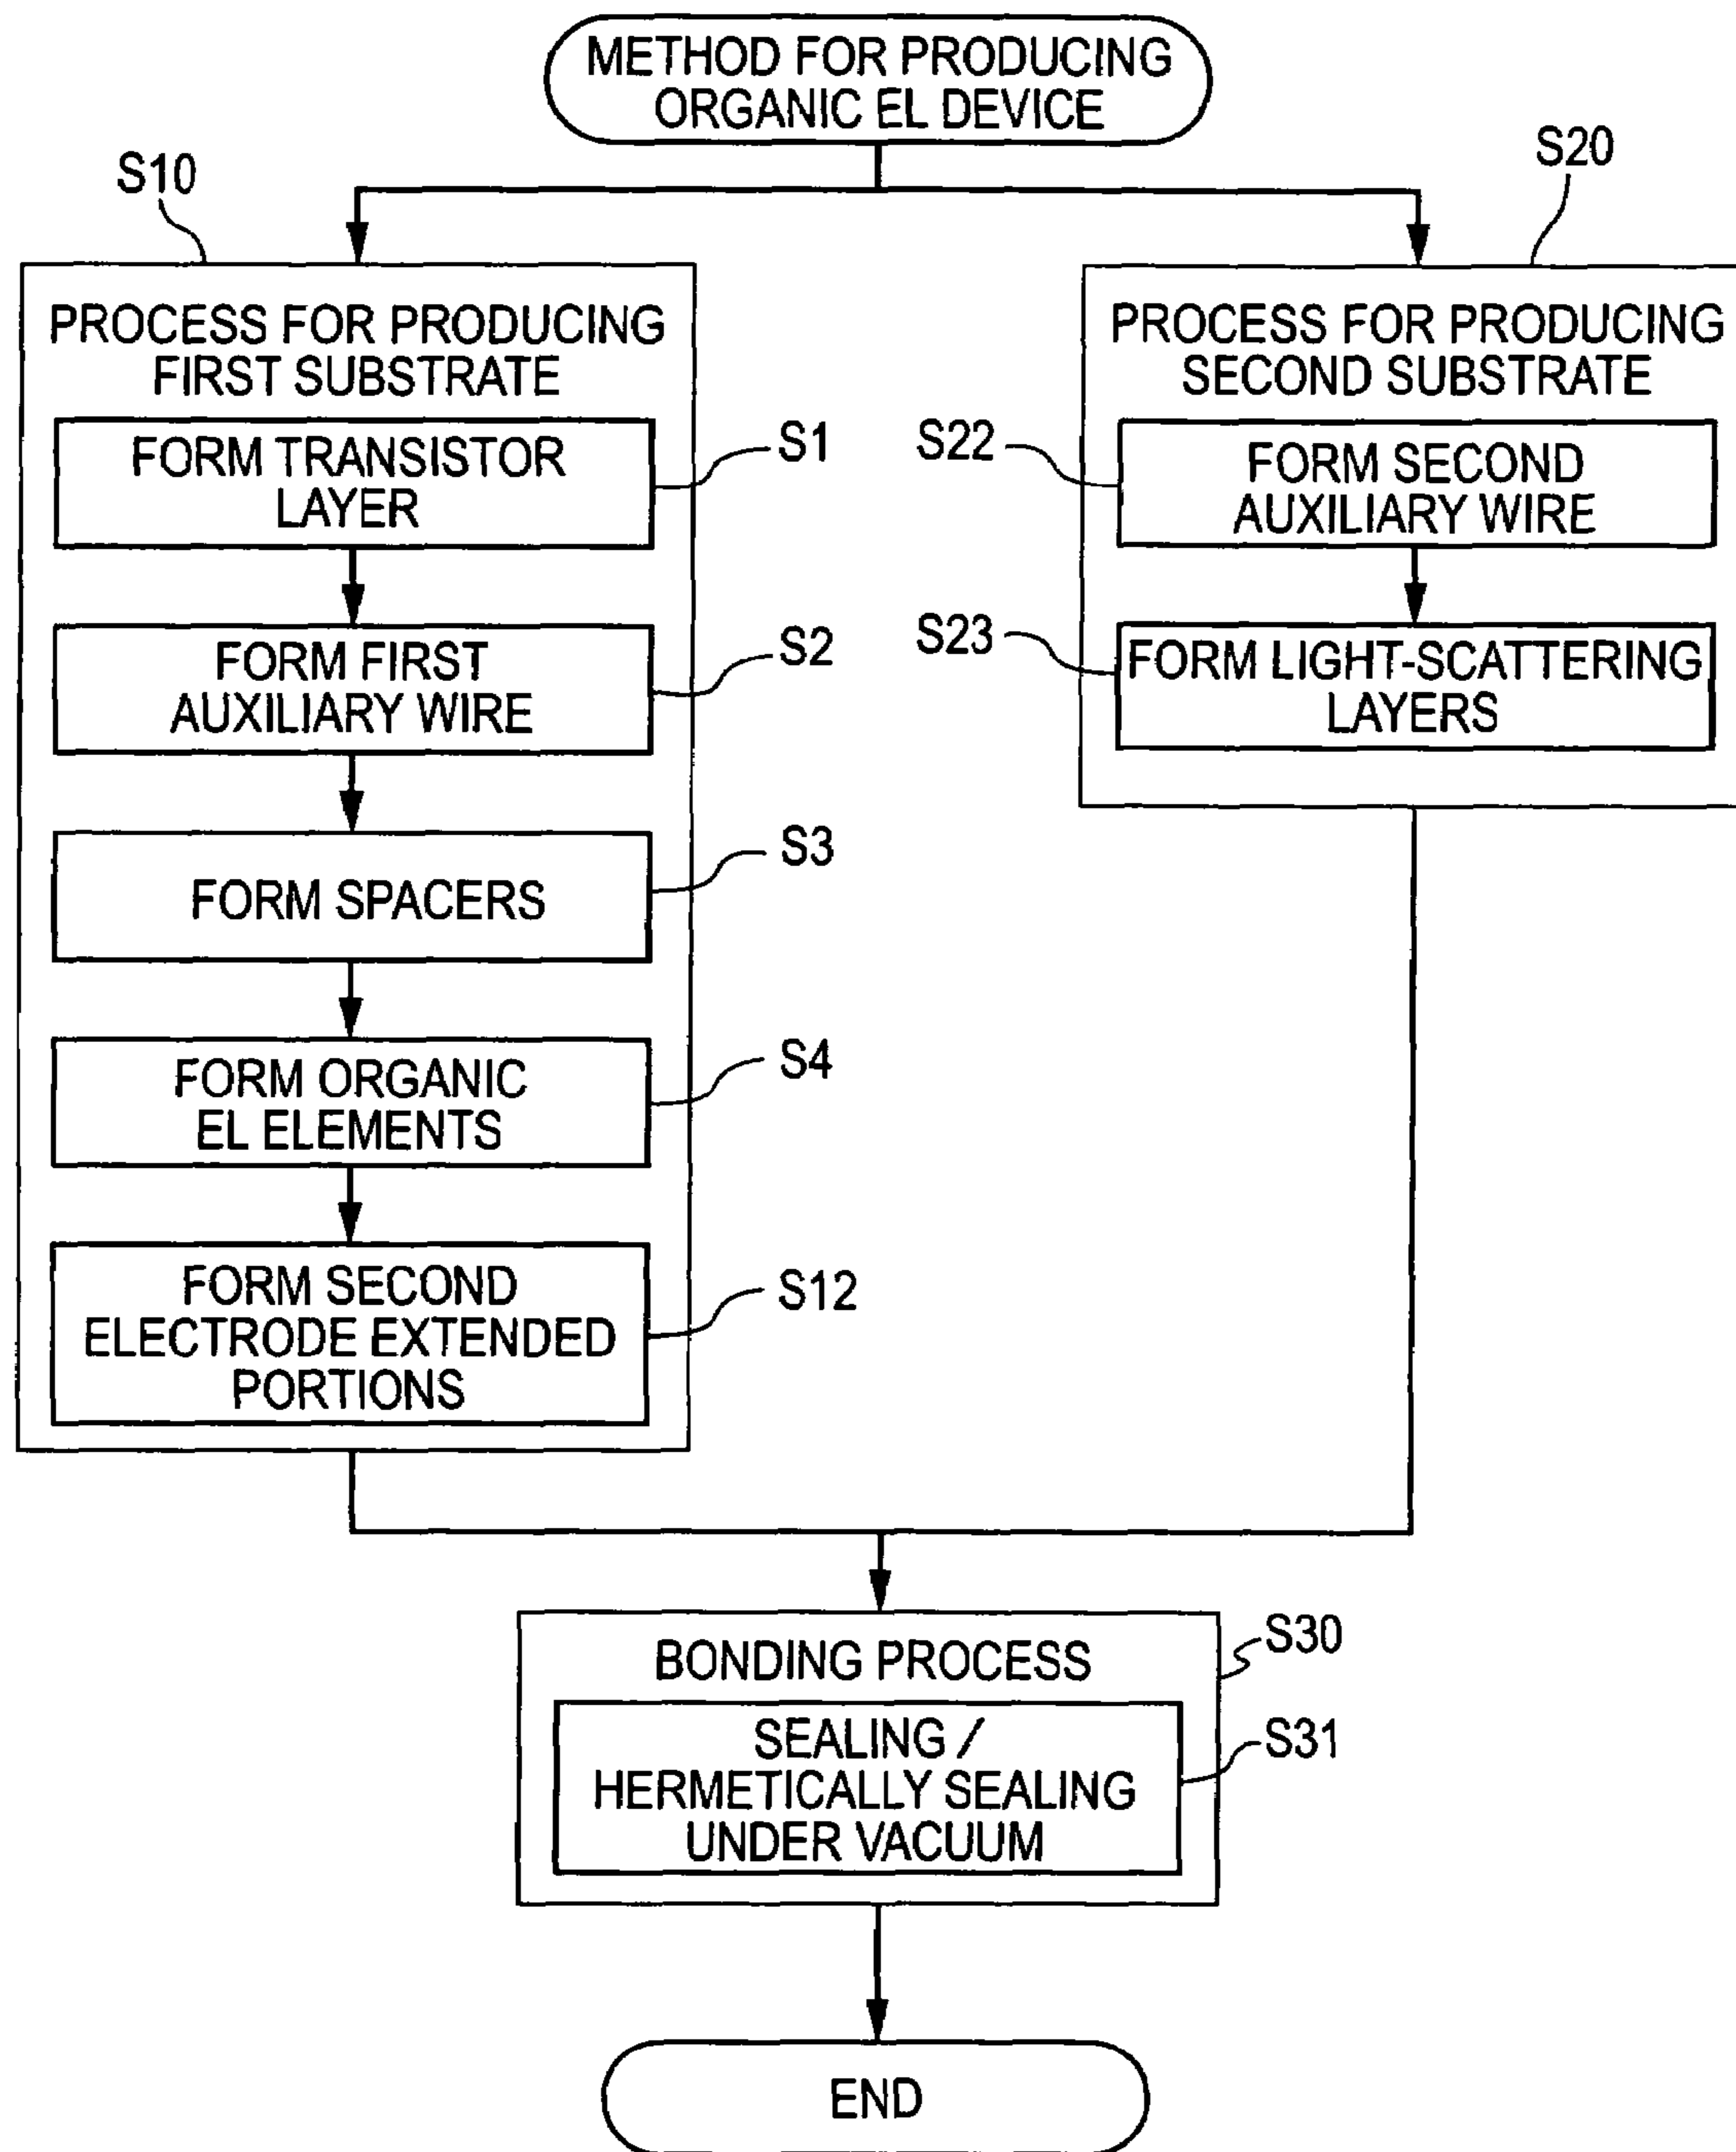 METHOD FOR PRODUCING
ORGANIC EL DEVICE
S10
S20
PROCESS FOR PRODUCING
FIRST SUBSTRATE
FORM TRANSISTOR
LAYER
S1
FORM FIRST
AUXILIARY WIRE
S2
FORM SPACERS
S3
FORM ORGANIC
EL ELEMENTS
S4
FORM SECOND
ELECTRODE EXTENDED
PORTIONS
S12
PROCESS FOR PRODUCING
SECOND SUBSTRATE
S22
FORM SECOND
AUXILIARY WIRE
S23
FORM LIGHT-SCATTERING
LAYERS
BONDING PROCESS
S30
SEALING /
HERMETICALLY SEALING
UNDER VACUUM
S31
END